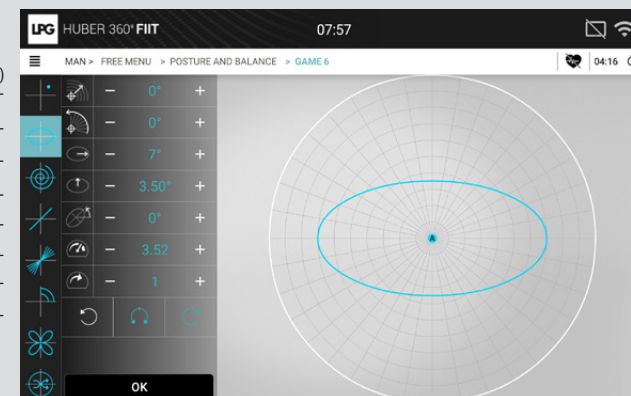 LPG HUBER 360° FIIT 07:57
MAN > FREE MENU > POSTURE AND BALANCE > GAME 6 04:16
)
− 0° +
− 0° +
− 7° +
− 3.50° +
− 0° +
− 3.52 +
− 1 +
A
OK